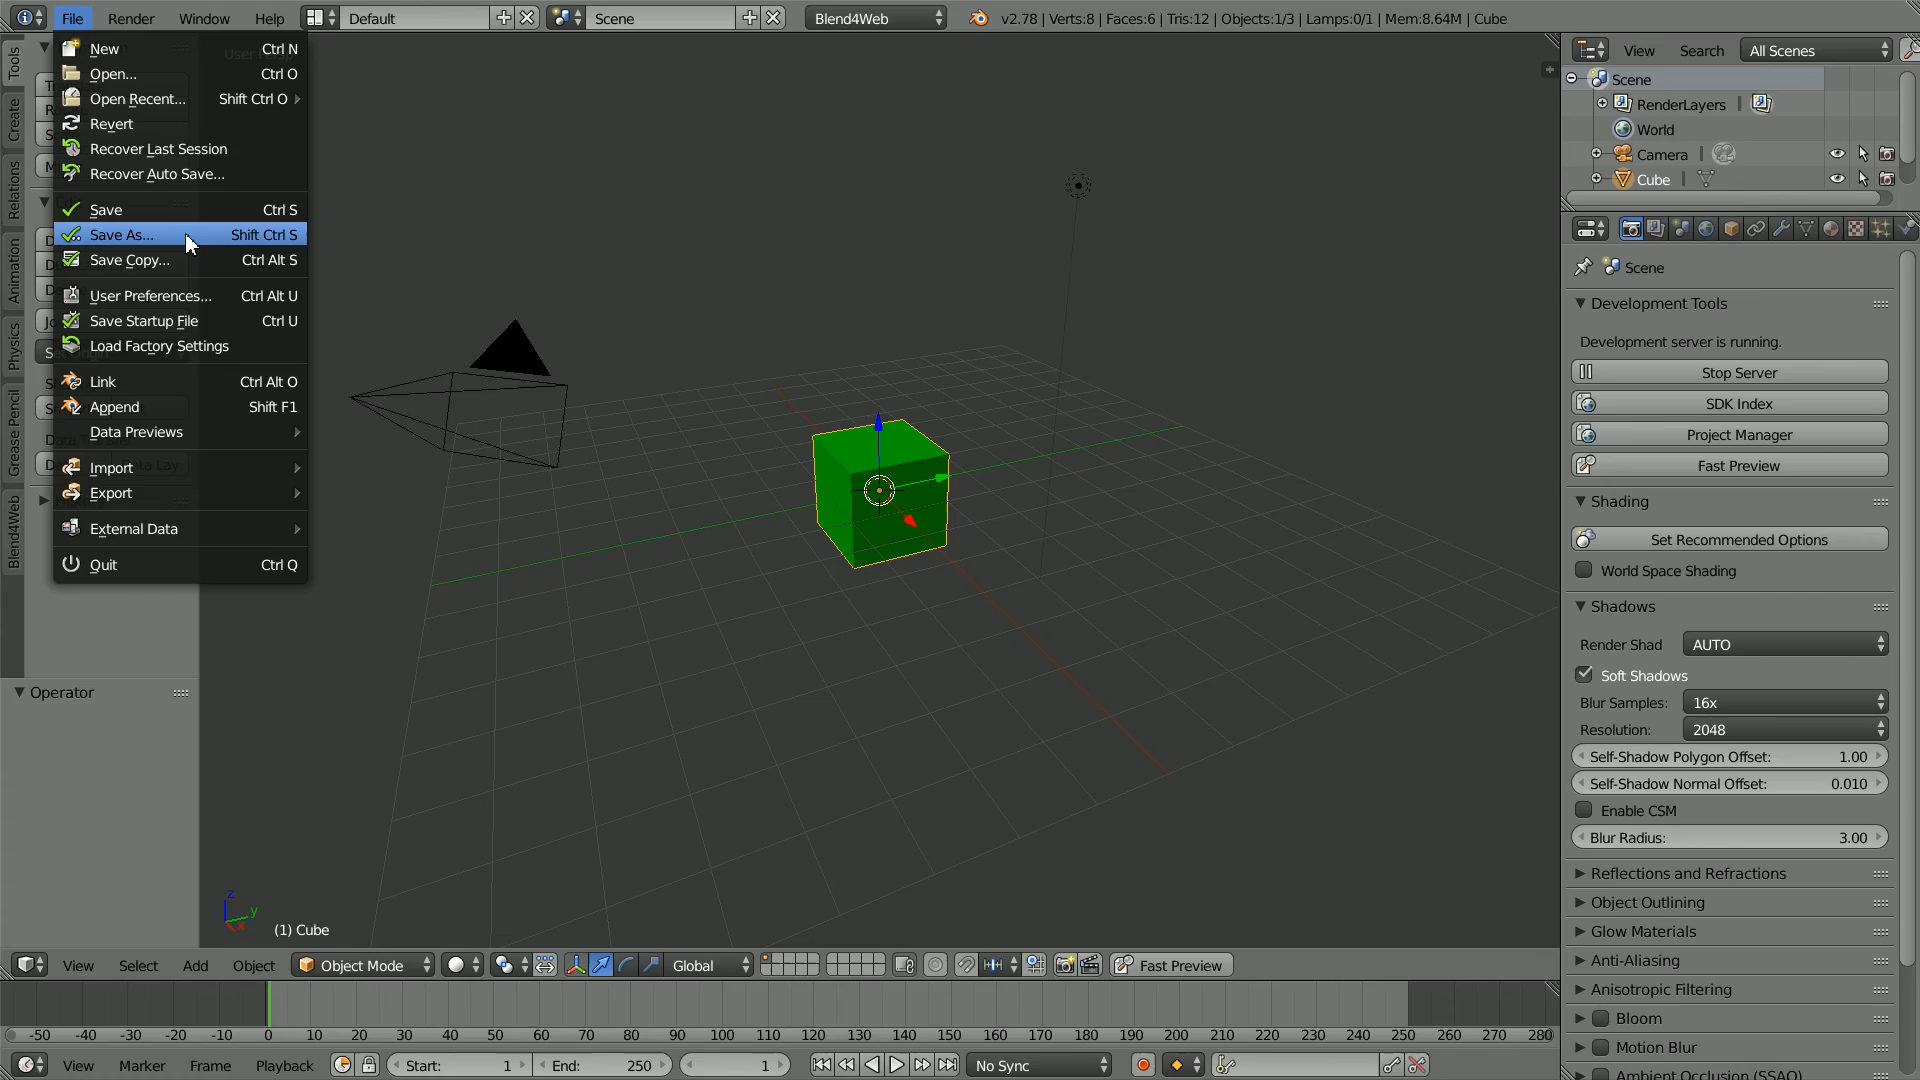 File Render Window Help Default Scene Blend4Web v2.78 | Verts:8 | Faces:6 | Tris:12 | Objects:1/3 | Lamps:0/1 | Mem:8.64M | Cube
New Ctrl N
Open... Ctrl O
Open Recent... Shift Ctrl O
Revert
Recover Last Session
Recover Auto Save...
Save Ctrl S
Save As... Shift Ctrl S
Save Copy... Ctrl Alt S
User Preferences... Ctrl Alt U
Save Startup File Ctrl U
Load Factory Settings
Link Ctrl Alt O
Append Shift F1
Data Previews
Import
Export
External Data
Quit Ctrl Q
Tools
Create
Relations
Animation
Physics
Grease Pencil
Blend4Web
Operator
(1) Cube
z
y
x
View Search All Scenes
Scene
RenderLayers
World
Camera
Cube
Scene
Development Tools
Development server is running.
Stop Server
SDK Index
Project Manager
Fast Preview
Shading
Set Recommended Options
World Space Shading
Shadows
Render Shad AUTO
Soft Shadows
Blur Samples: 16x
Resolution: 2048
Self-Shadow Polygon Offset: 1.00
Self-Shadow Normal Offset: 0.010
Enable CSM
Blur Radius: 3.00
Reflections and Refractions
Object Outlining
Glow Materials
Anti-Aliasing
Anisotropic Filtering
Bloom
Motion Blur
Ambient Occlusion (SSAO)
View Select Add Object Object Mode Global Fast Preview
-50 -40 -30 -20 -10 0 10 20 30 40 50 60 70 80 90 100 110 120 130 140 150 160 170 180 190 200 210 220 230 240 250 260 270 280
View Marker Frame Playback Start: 1 End: 250 1 No Sync